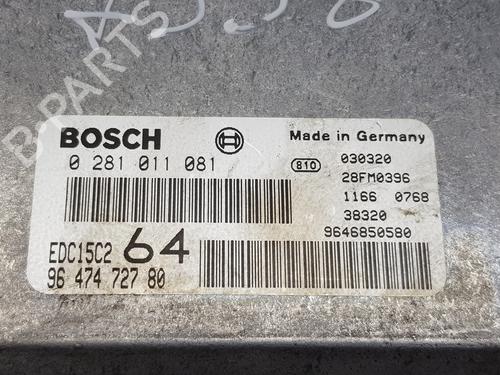 BOSCH
Made in Germany
0 281 011 081
810
030320
28FM0396
1166 0768
38320
9646850580
EDC15C2 64
96 474 727 80